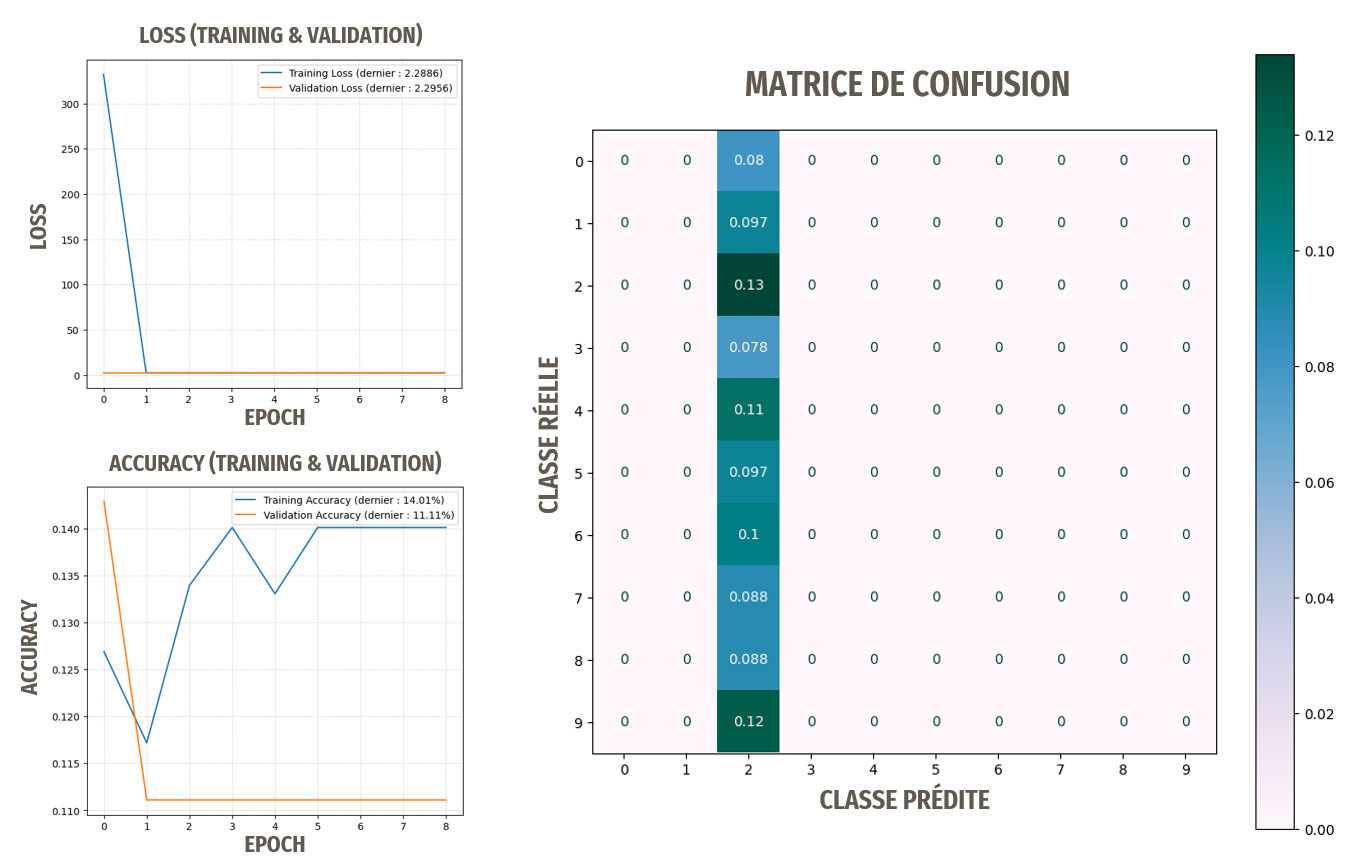 LOSS (TRAINING & VALIDATION)
Training Loss (dernier : 2.2886)
Validation Loss (dernier : 2.2956)
300
250
200
150
100
50
0
LOSS
0 1 2 3 4 5 6 7 8
EPOCH
ACCURACY (TRAINING & VALIDATION)
Training Accuracy (dernier : 14.01%)
Validation Accuracy (dernier : 11.11%)
0.140
0.135
0.130
0.125
0.120
0.115
0.110
ACCURACY
0 1 2 3 4 5 6 7 8
EPOCH
MATRICE DE CONFUSION
CLASSE RÉELLE
0 0 0 0.08 0 0 0 0 0 0 0
1 0 0 0.097 0 0 0 0 0 0 0
2 0 0 0.13 0 0 0 0 0 0 0
3 0 0 0.078 0 0 0 0 0 0 0
4 0 0 0.11 0 0 0 0 0 0 0
5 0 0 0.097 0 0 0 0 0 0 0
6 0 0 0.1 0 0 0 0 0 0 0
7 0 0 0.088 0 0 0 0 0 0 0
8 0 0 0.088 0 0 0 0 0 0 0
9 0 0 0.12 0 0 0 0 0 0 0
0 1 2 3 4 5 6 7 8 9
CLASSE PRÉDITE
0.12
0.10
0.08
0.06
0.04
0.02
0.00